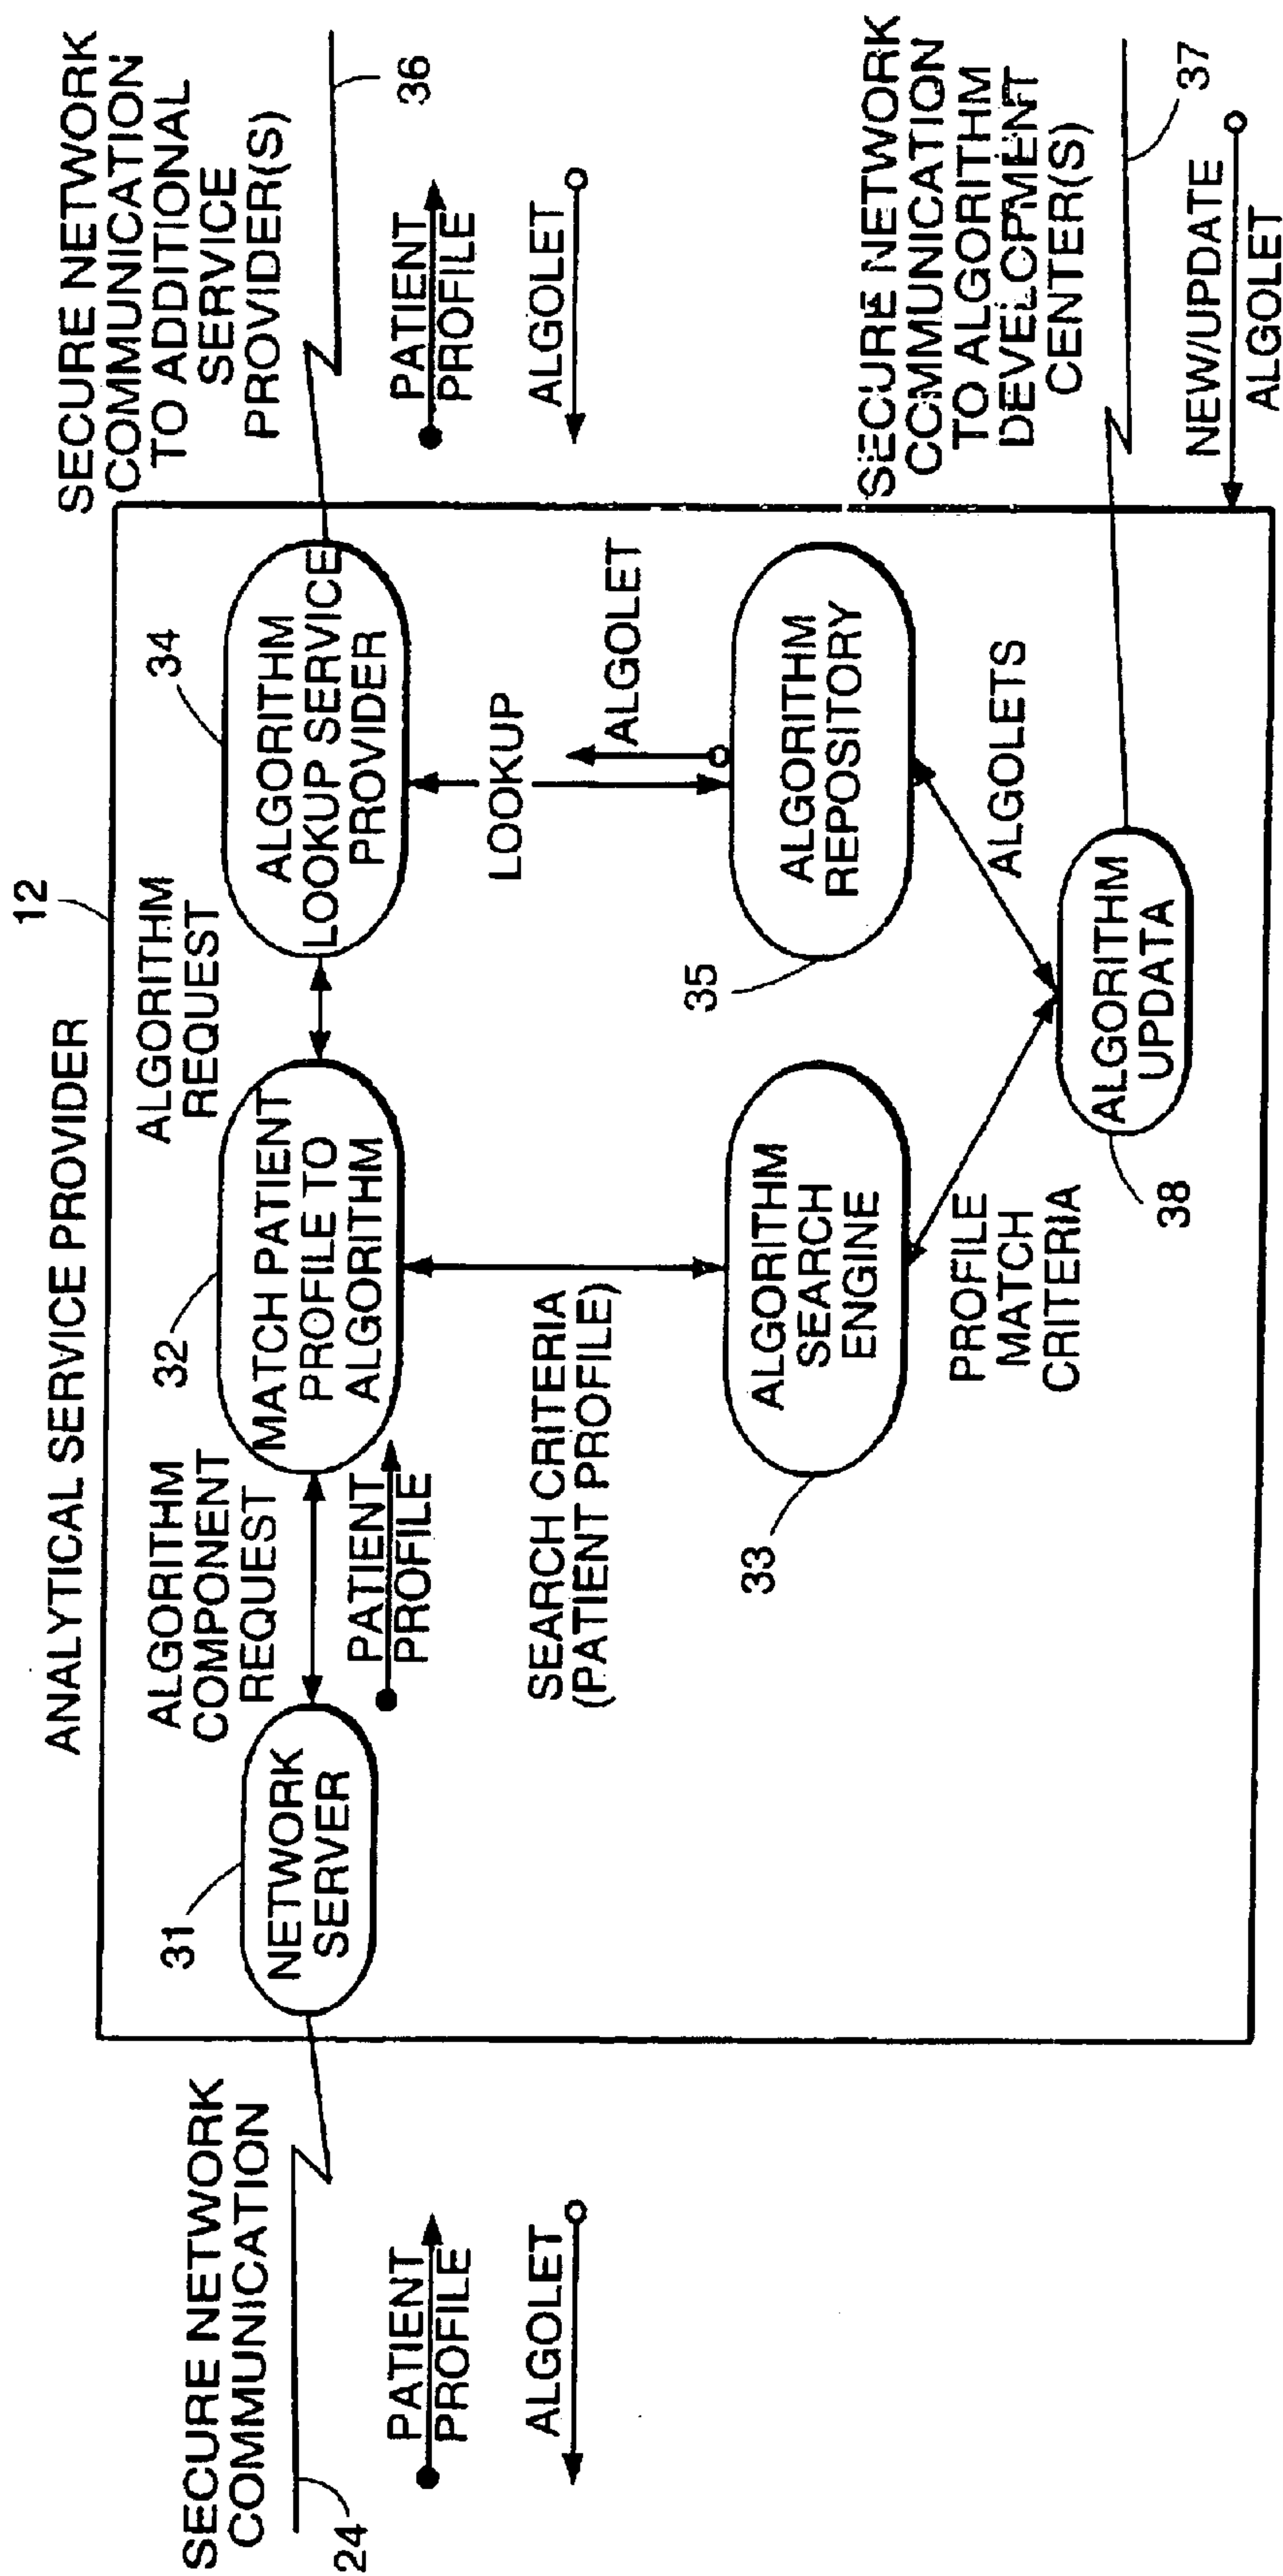 ANALYTICAL SERVICE PROVIDER
12
SECURE NETWORK
COMMUNICATION
24
PATIENT
PROFILE
ALGOLET
31
NETWORK
SERVER
ALGORITHM
COMPONENT
REQUEST
PATIENT
PROFILE
32
MATCH PATIENT
PROFILE TO
ALGORITHM
ALGORITHM
REQUEST
34
ALGORITHM
LOOKUP SERVICE
PROVIDER
SECURE NETWORK
COMMUNICATION
TO ADDITIONAL
SERVICE
PROVIDER(S)
36
PATIENT
PROFILE
ALGOLET
SEARCH CRITERIA
(PATIENT PROFILE)
LOOKUP
ALGOLET
33
ALGORITHM
SEARCH
ENGINE
35
ALGORITHM
REPOSITORY
PROFILE
MATCH
CRITERIA
ALGOLETS
38
ALGORITHM
UPDATA
SECURE NETWORK
COMMUNICATION
TO ALGORITHM
DEVELOPMENT
CENTER(S)
37
NEW/UPDATE
ALGOLET